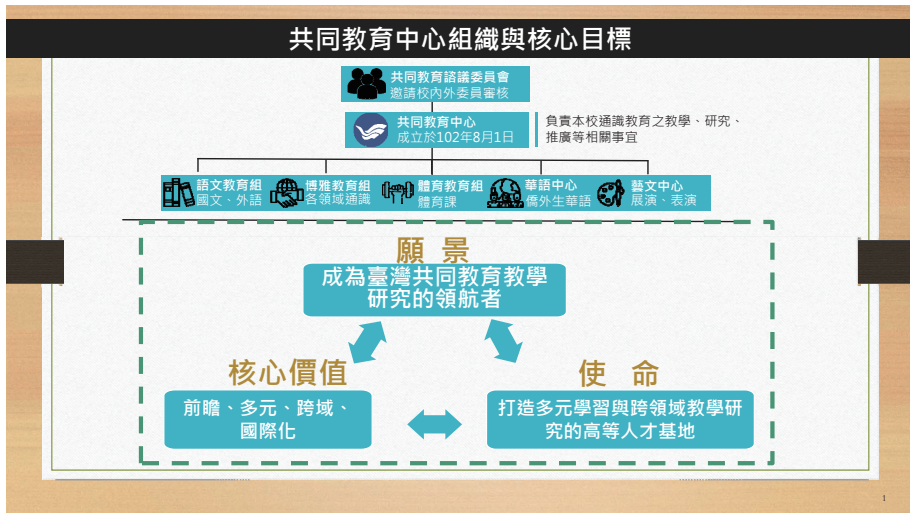 共同教育中心組織與核心目標
共同教育諮議委員會
邀請校內外委員審核
共同教育中心
成立於102年8月1日
負責本校通識教育之教學、研究、
推廣等相關事宜
語文教育組
國文、外語
博雅教育組
各領域通識
體育教育組
體育課
華語中心
僑外生華語
藝文中心
展演、表演
願 景
成為臺灣共同教育教學
研究的領航者
核心價值
前瞻、多元、跨域、
國際化
使 命
打造多元學習與跨領域教學研
究的高等人才基地
1